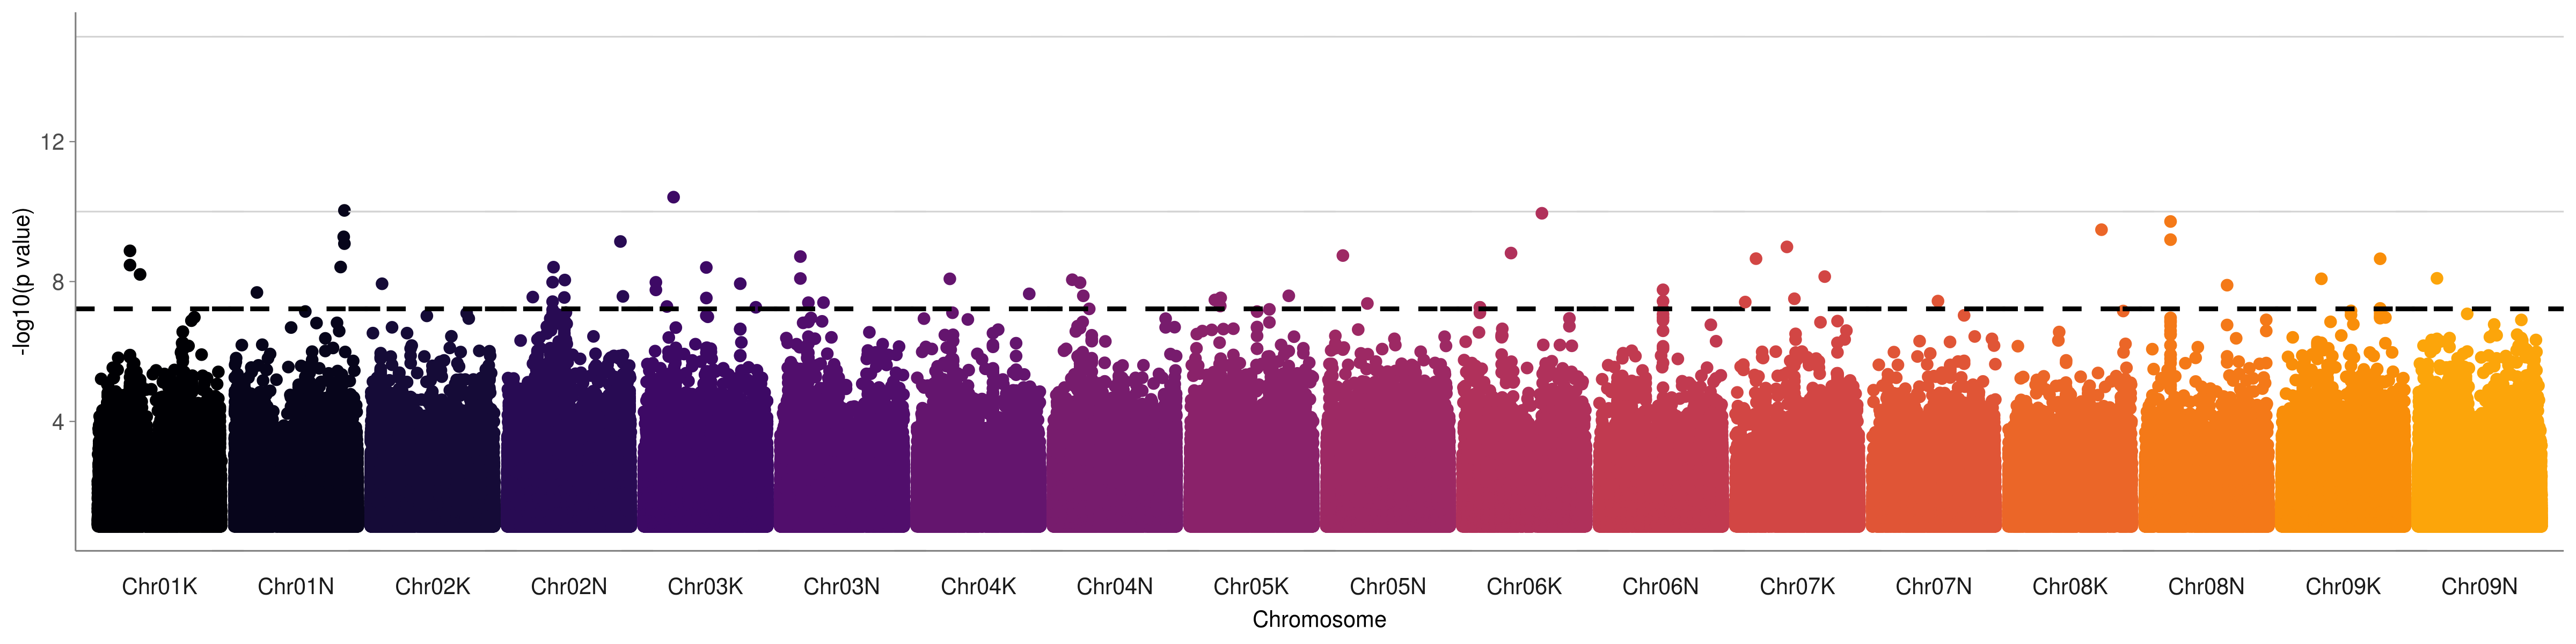 -log10(p value)
12
8
4
Chr01K Chr01N Chr02K Chr02N Chr03K Chr03N Chr04K Chr04N Chr05K Chr05N Chr06K Chr06N Chr07K Chr07N Chr08K Chr08N Chr09K Chr09N
Chromosome